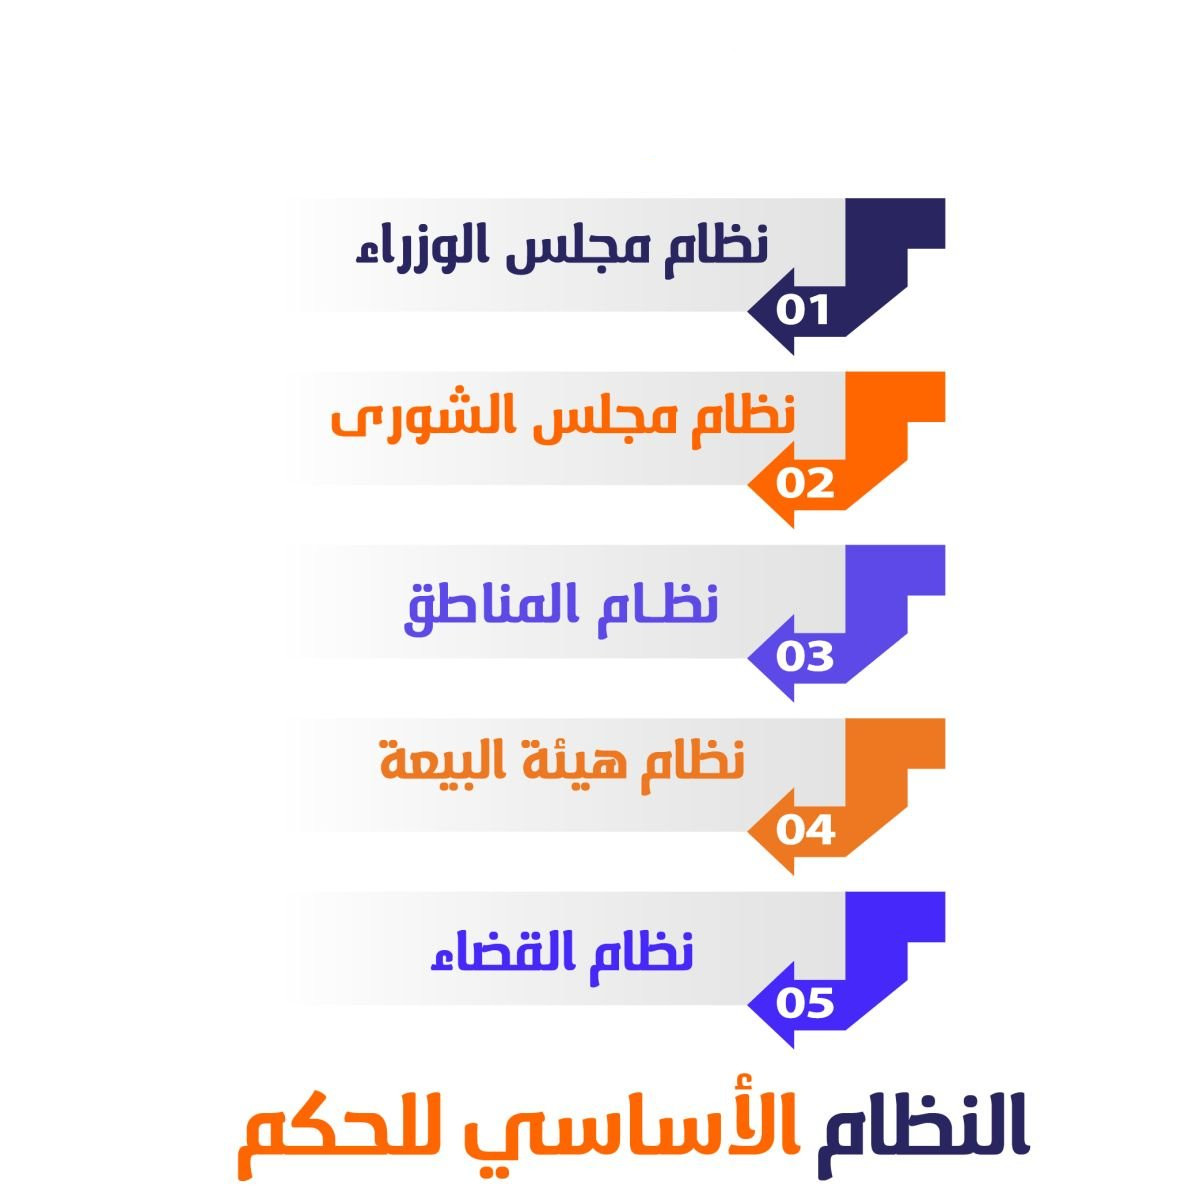 نظام مجلس الوزراء
01
نظام مجلس الشورى
02
نظـام المناطق
03
نظام هيئة البيعة
04
نظام القضاء
05
النظام الأساسي للحكم